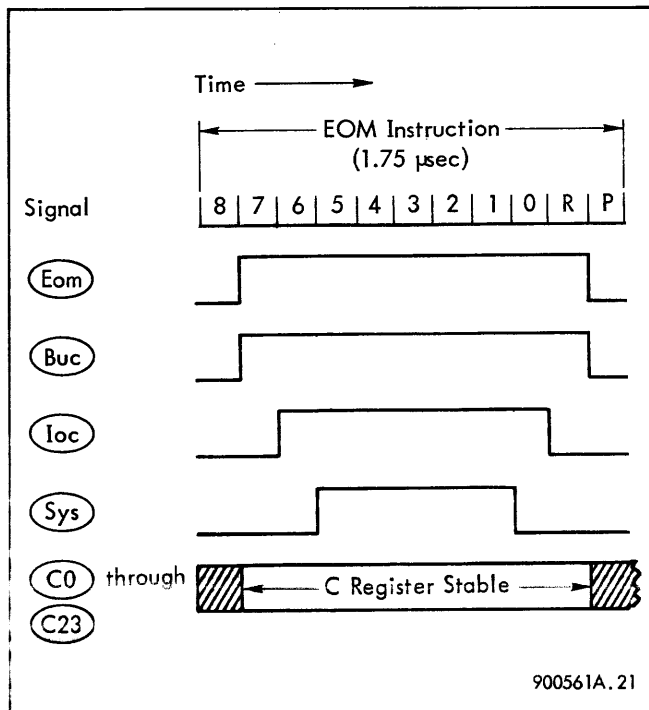 Time
EOM Instruction
(1.75 µsec)
Signal 8 7 6 5 4 3 2 1 0 R P
Eom
Buc
Ioc
Sys
C0 through C Register Stable
C23
900561A.21